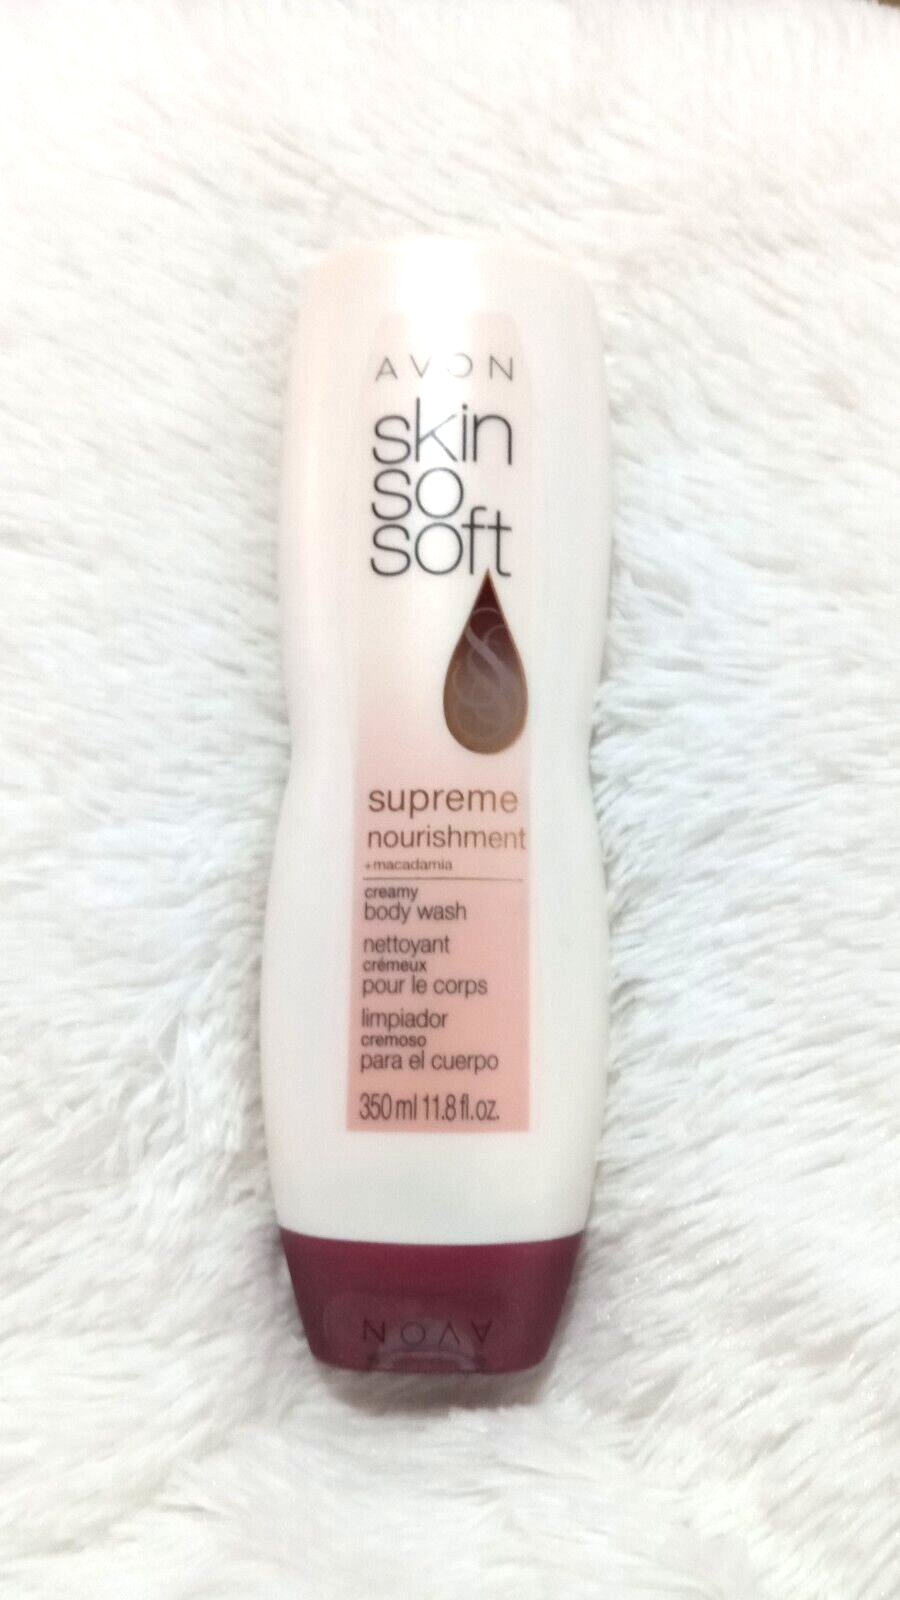 AVON
skin
so
soft
supreme
nourishment
+macadamia
creamy
body wash
nettoyant
crémeux
pour le corps
limpiador
cremoso
para el cuerpo
350 ml 11.8 fl. oz.
AVON